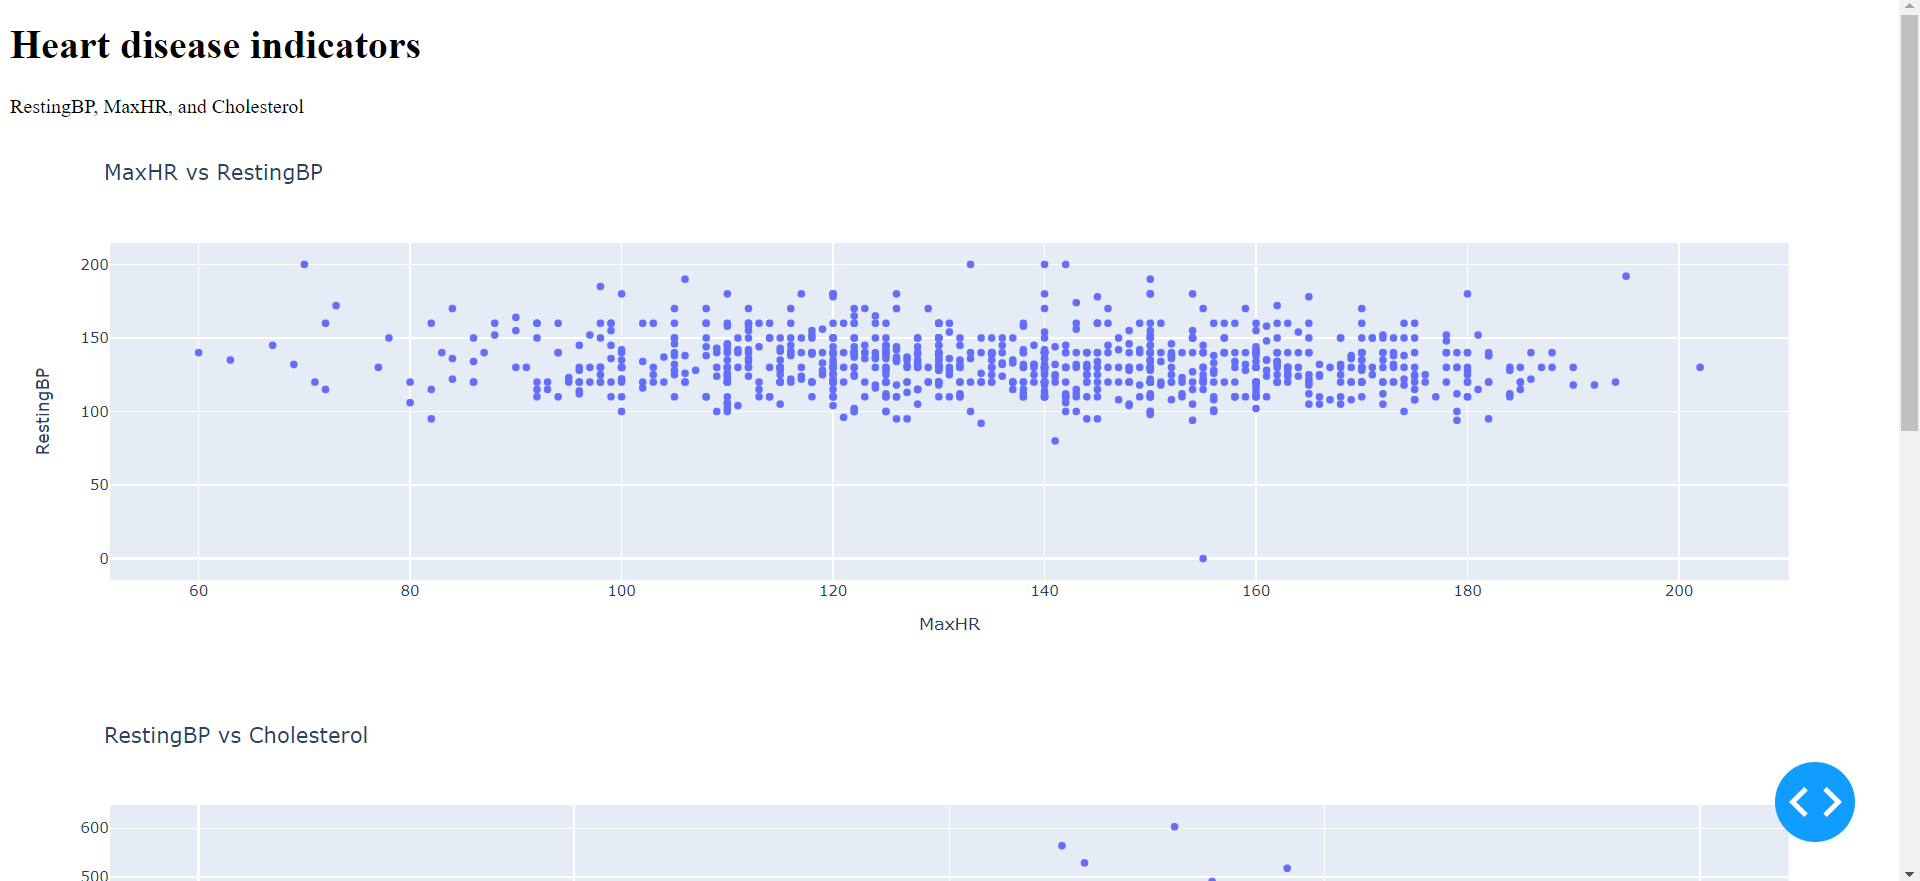 Heart disease indicators
RestingBP, MaxHR, and Cholesterol
MaxHR vs RestingBP
200
150
100
50
0
RestingBP
60 80 100 120 140 160 180 200
MaxHR
RestingBP vs Cholesterol
600
500